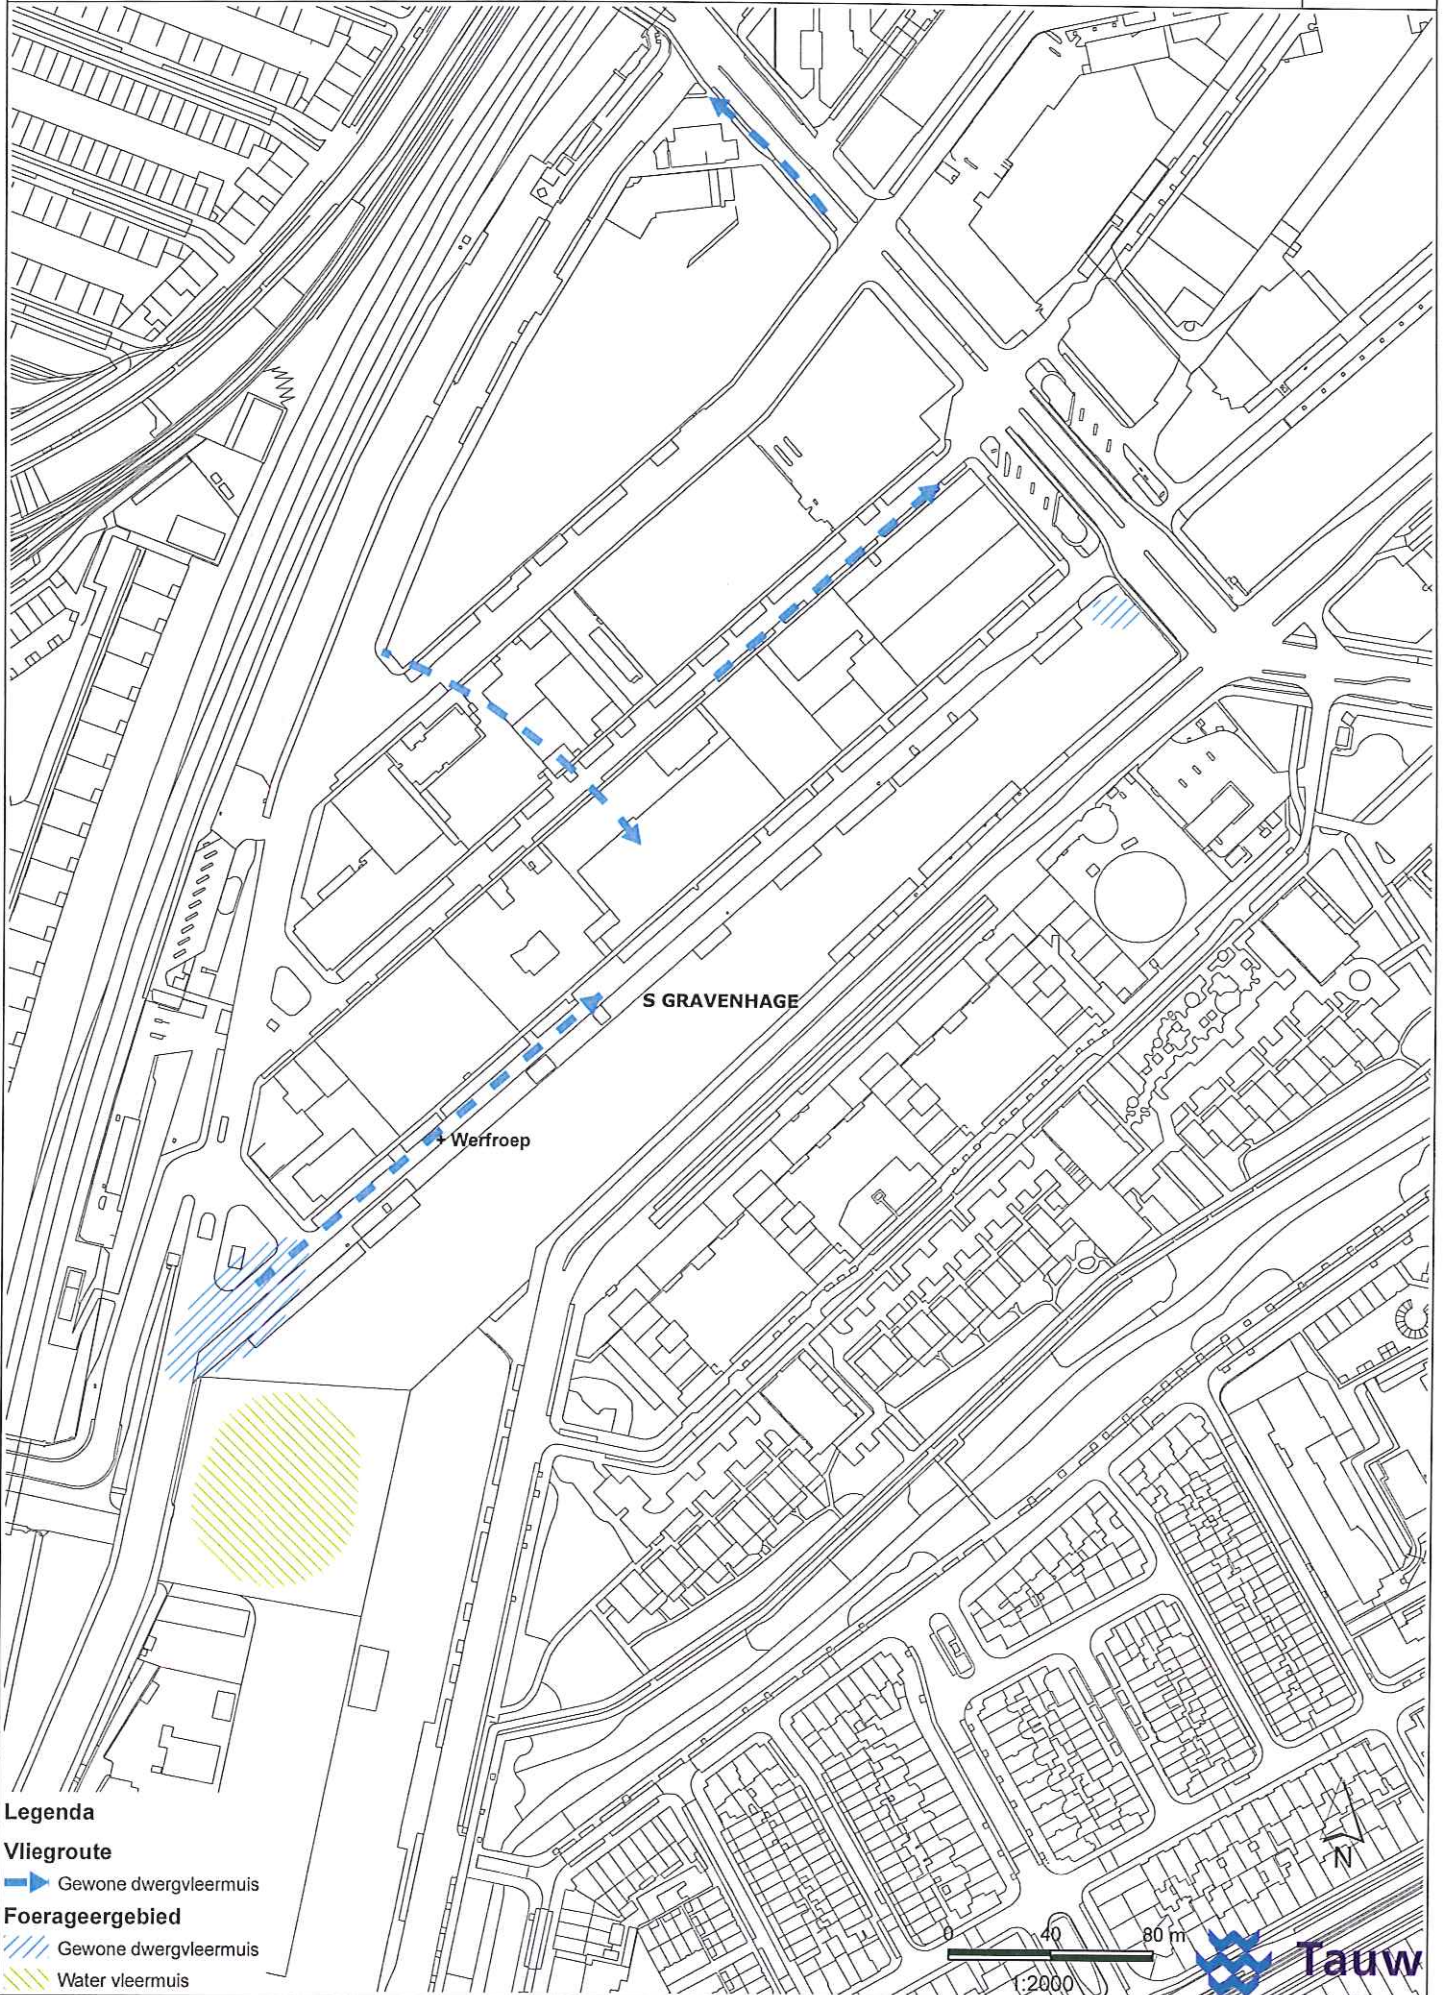 S GRAVENHAGE
+ Werfroep
Legenda
Vliegroute
Gewone dwergvleermuis
Foerageergebied
Gewone dwergvleermuis
Water vleermuis
N
0 40 80 m
1:2000
Tauw